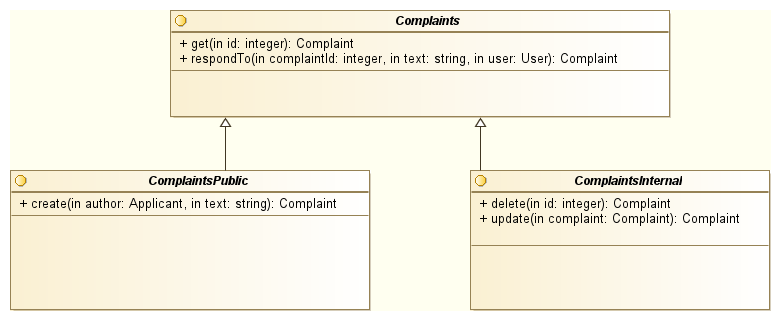 Complaints
+ get(in id: integer): Complaint
+ respondTo(in complaintId: integer, in text: string, in user: User): Complaint
ComplaintsPublic
+ create(in author: Applicant, in text: string): Complaint
ComplaintsInternal
+ delete(in id: integer): Complaint
+ update(in complaint: Complaint): Complaint